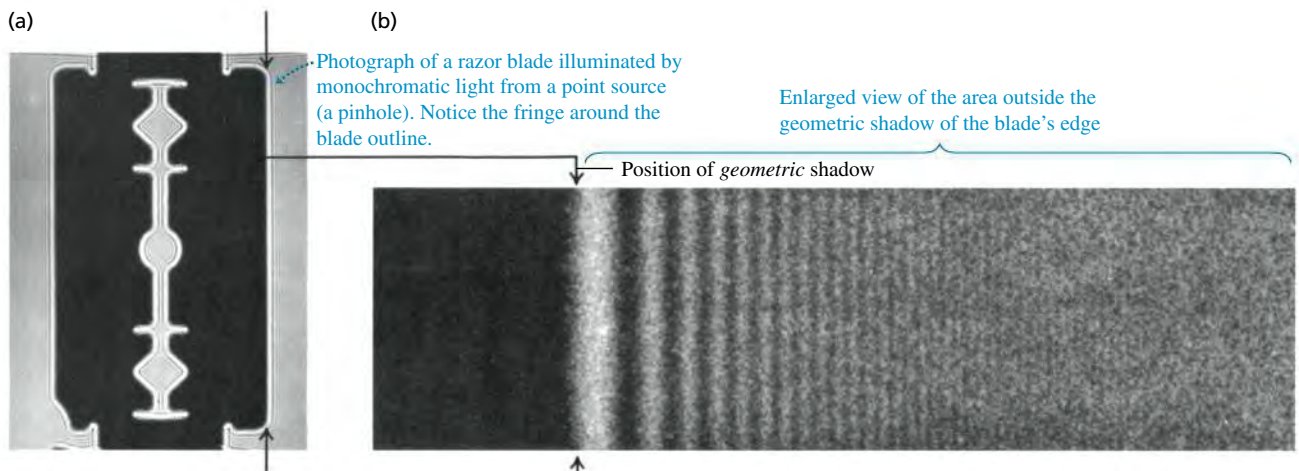 (a)
(b)
Photograph of a razor blade illuminated by
monochromatic light from a point source
(a pinhole). Notice the fringe around the
blade outline.
Enlarged view of the area outside the
geometric shadow of the blade's edge
Position of geometric shadow